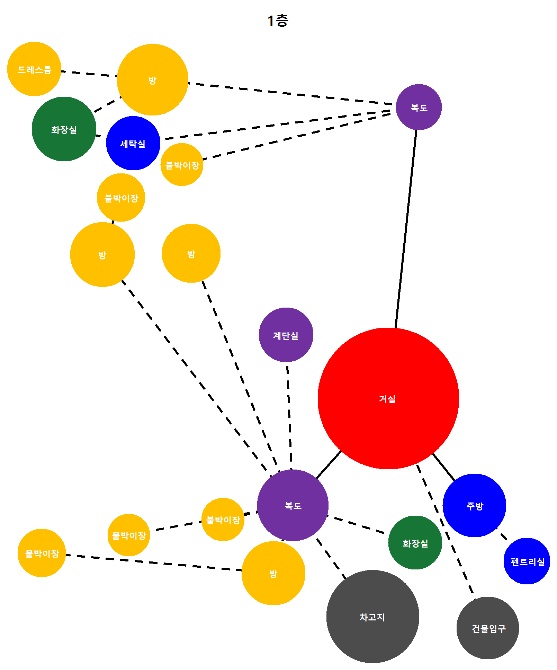 1층
드레스룸
방
복도
화장실
세탁실
붙박이장
붙박이장
방
방
계단실
거실
복도
주방
붙박이장
붙박이장
붙박이장
화장실
팬트리실
방
차고지
건물입구